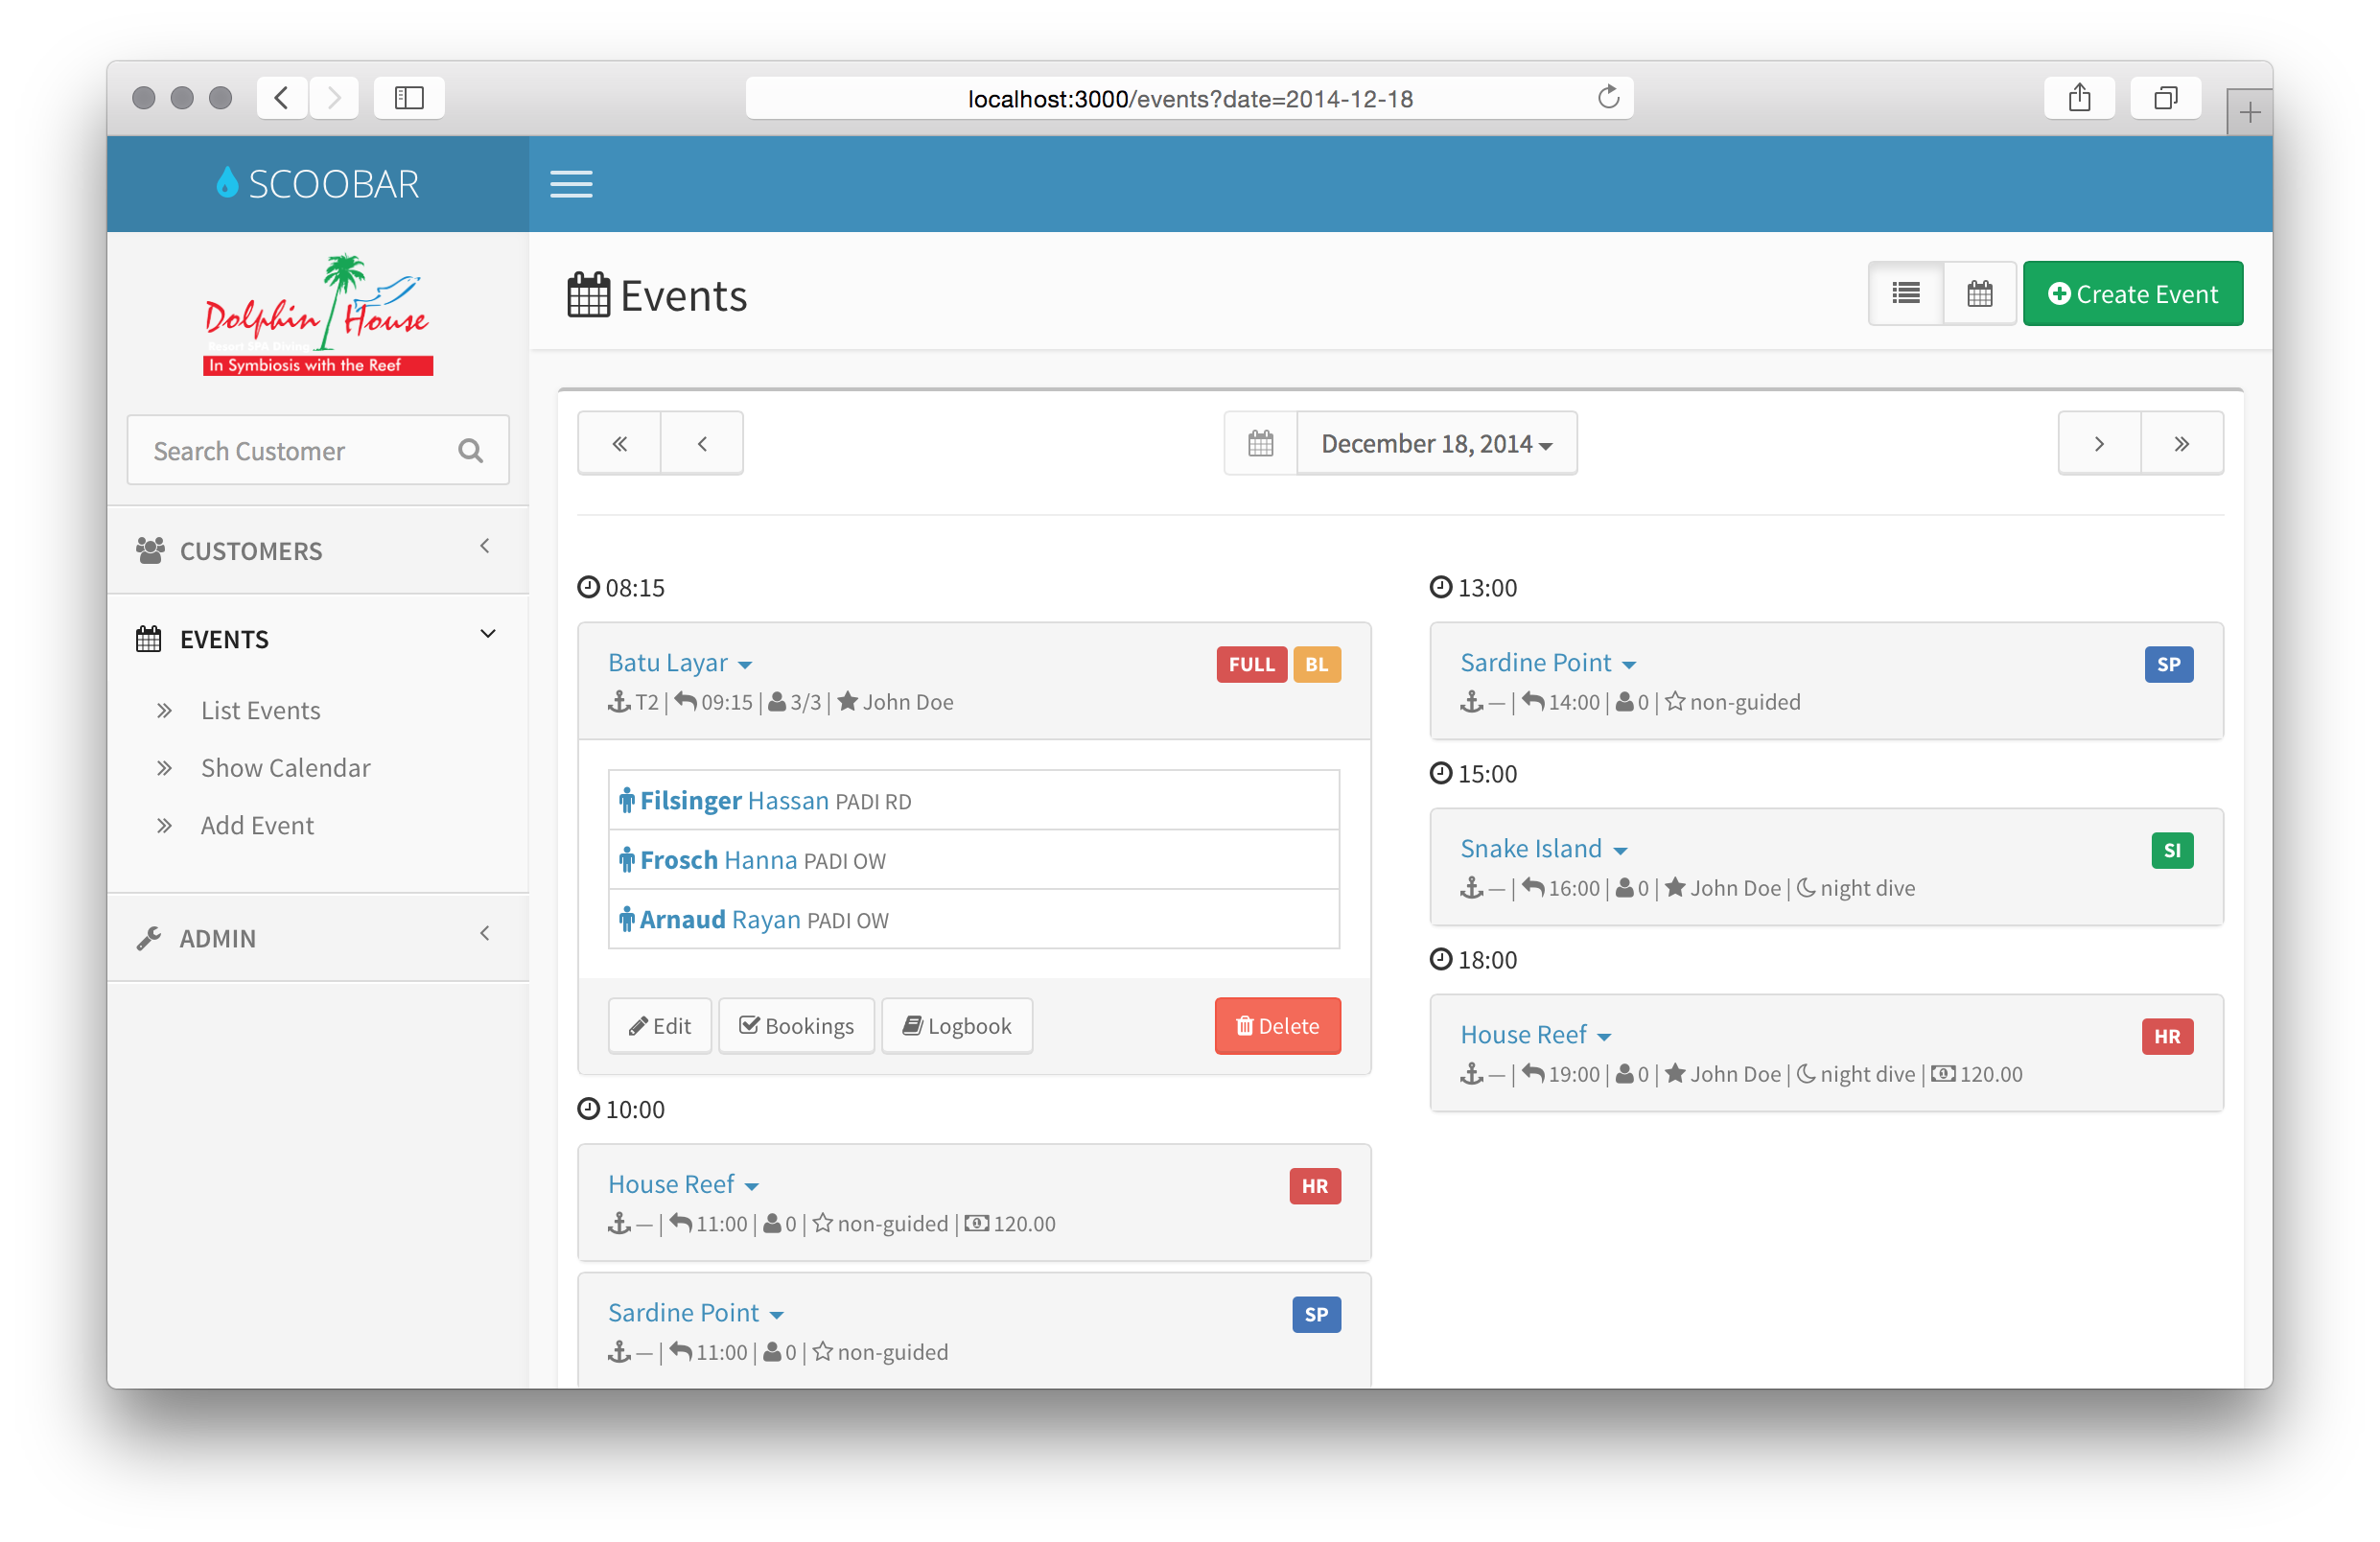 localhost:3000/events?date=2014-12-18
SCOOBAR
Dolphin House
Resort SPA Diving
In Symbiosis with the Reef
Search Customer
CUSTOMERS
EVENTS
List Events
Show Calendar
Add Event
ADMIN
Events
Create Event
December 18, 2014
08:15
Batu Layar FULL BL
T2 | 09:15 | 3/3 | John Doe
Filsinger Hassan PADI RD
Frosch Hanna PADI OW
Arnaud Rayan PADI OW
Edit Bookings Logbook Delete
10:00
House Reef HR
— | 11:00 | 0 | non-guided | 120.00
Sardine Point SP
— | 11:00 | 0 | non-guided
13:00
Sardine Point SP
— | 14:00 | 0 | non-guided
15:00
Snake Island SI
— | 16:00 | 0 | John Doe | night dive
18:00
House Reef HR
— | 19:00 | 0 | John Doe | night dive | 120.00